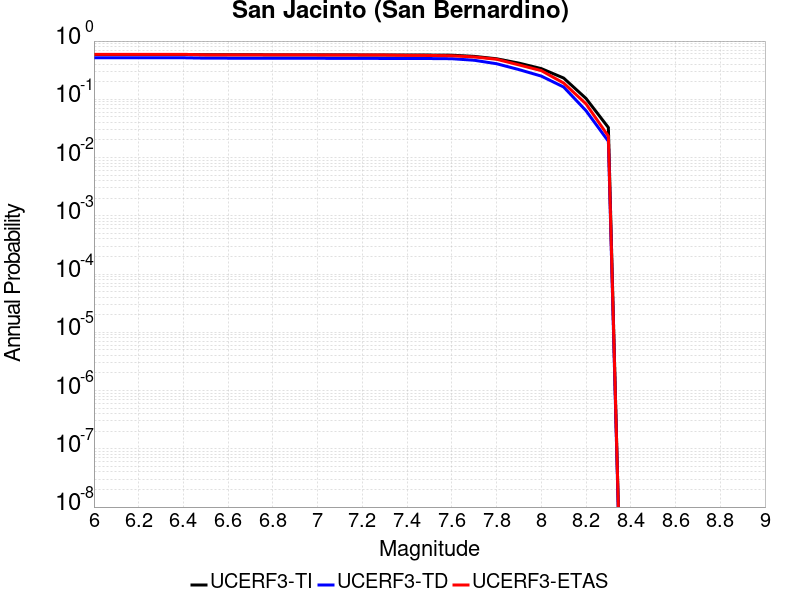 San Jacinto (San Bernardino)
10^0
10^-1
10^-2
10^-3
10^-4
10^-5
10^-6
10^-7
10^-8
Annual Probability
6 6.2 6.4 6.6 6.8 7 7.2 7.4 7.6 7.8 8 8.2 8.4 8.6 8.8 9
Magnitude
UCERF3-TI UCERF3-TD UCERF3-ETAS